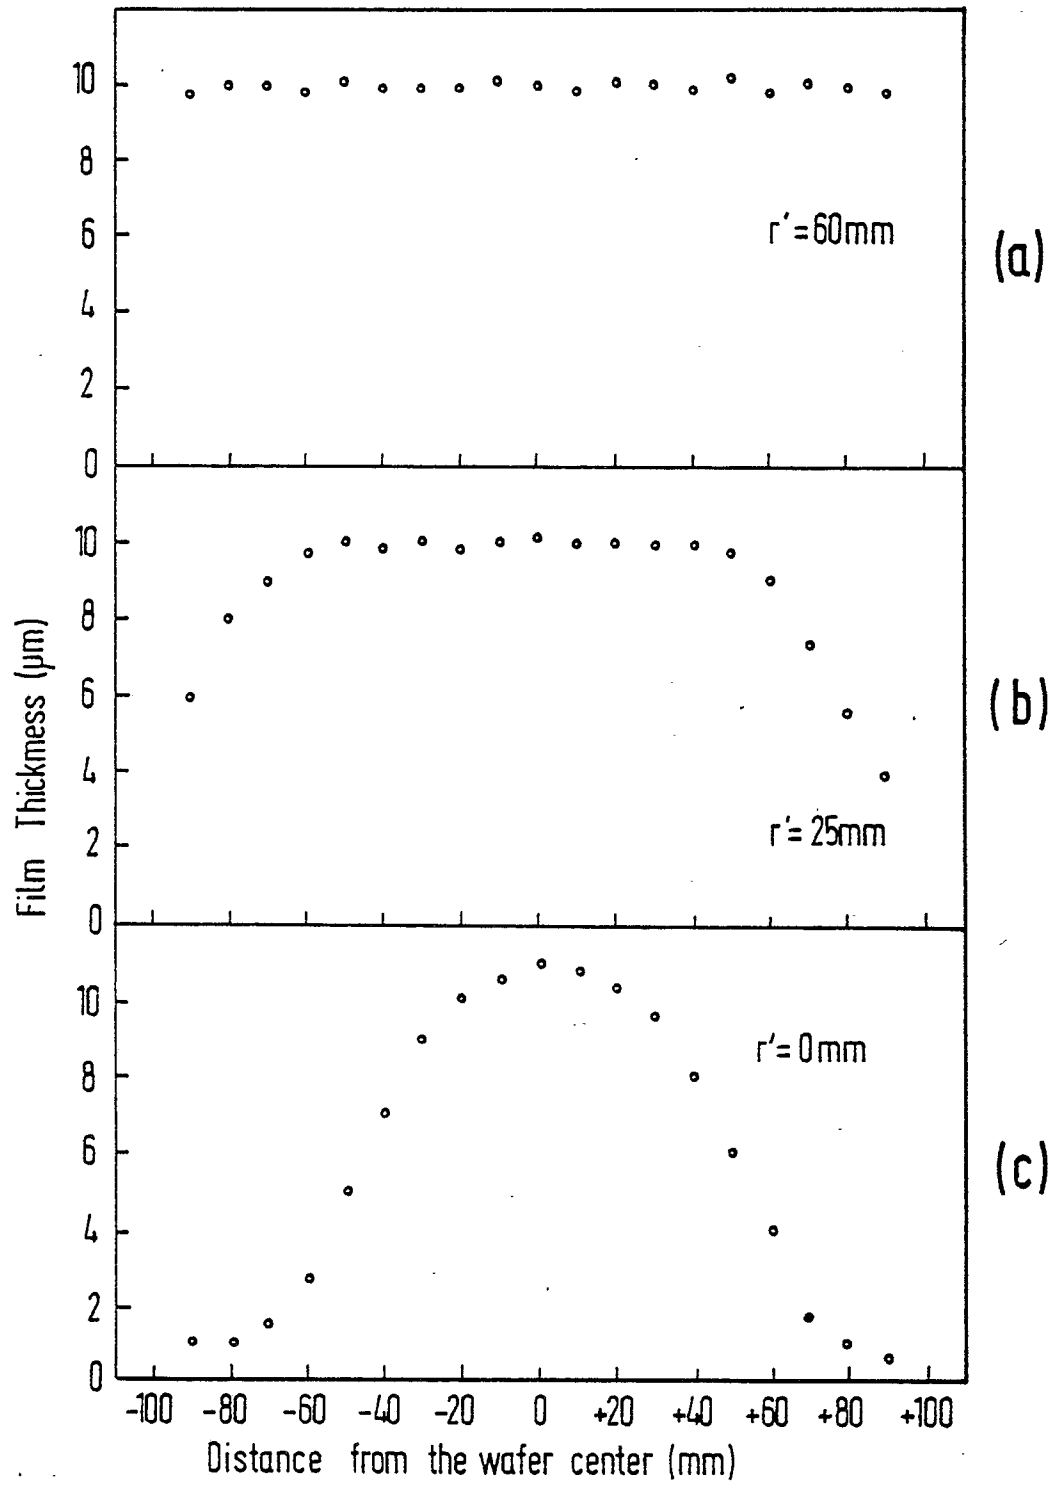 10
8
6
4
2
0
r′=60mm
(a)
10
8
6
4
2
0
r′=25mm
(b)
10
8
6
4
2
0
r′=0mm
(c)
Film Thickmess (µm)
-100 -80 -60 -40 -20 0 +20 +40 +60 +80 +100
Distance from the wafer center (mm)